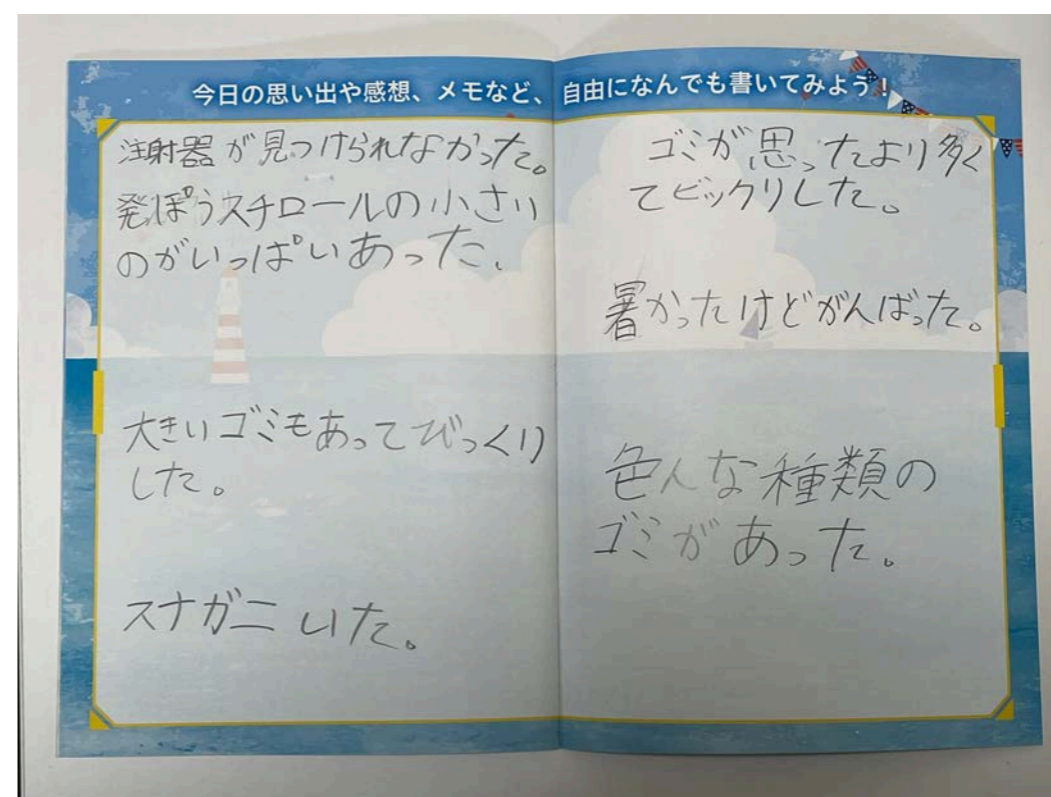 今日の思い出や感想、メモなど、自由になんでも書いてみよう!
注射器が見つけられなかった。
発ぽうスチロールの小さい
のがいっぱいあった、
大きいゴミもあってびっくり
した。
スナガニいた。
ゴミが思ったより多く
てビックリした。
暑かったけどがんばった。
色んな種類の
ゴミがあった。